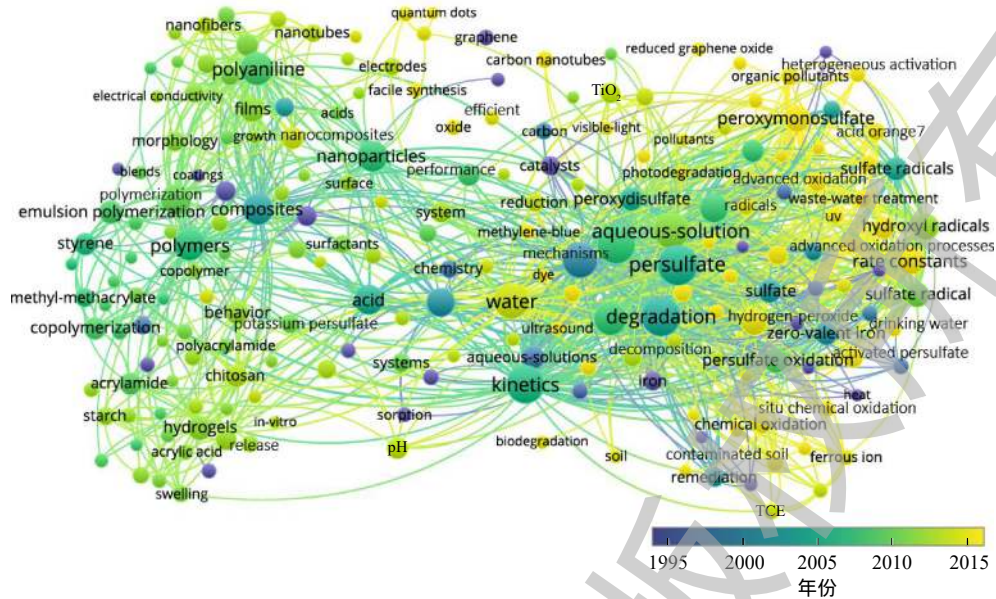 nanofibers
nanotubes
quantum dots
graphene
reduced graphene oxide
heterogeneous activation
polyaniline
electrodes
carbon nanotubes
organic pollutants
electrical conductivity
facile synthesis
TiO2
films
acids
efficient
peroxymonosulfate
morphology
growth
nanocomposites
oxide
carbon
visible-light
pollutants
acid orange7
nanoparticles
blends
coatings
surface
performance
catalysts
photodegradation
sulfate radicals
advanced oxidation
polymerization
reduction
peroxydisulfate
radicals
waste-water treatment
emulsion polymerization
composites
system
uv
styrene
polymers
surfactants
methylene-blue
aqueous-solution
hydroxyl radicals
mechanisms
advanced oxidation processes
copolymer
chemistry
dye
persulfate
rate constants
methyl-methacrylate
behavior
acid
water
sulfate
sulfate radical
copolymerization
potassium persulfate
ultrasound
degradation
hydrogen-peroxide
drinking water
zero-valent iron
polyacrylamide
systems
aqueous-solutions
decomposition
persulfate oxidation
activated persulfate
acrylamide
chitosan
kinetics
iron
heat
starch
hydrogels
in-vitro
sorption
situ chemical oxidation
chemical oxidation
acrylic acid
release
pH
biodegradation
soil
contaminated soil
ferrous ion
swelling
remediation
TCE
1995 2000 2005 2010 2015
年份